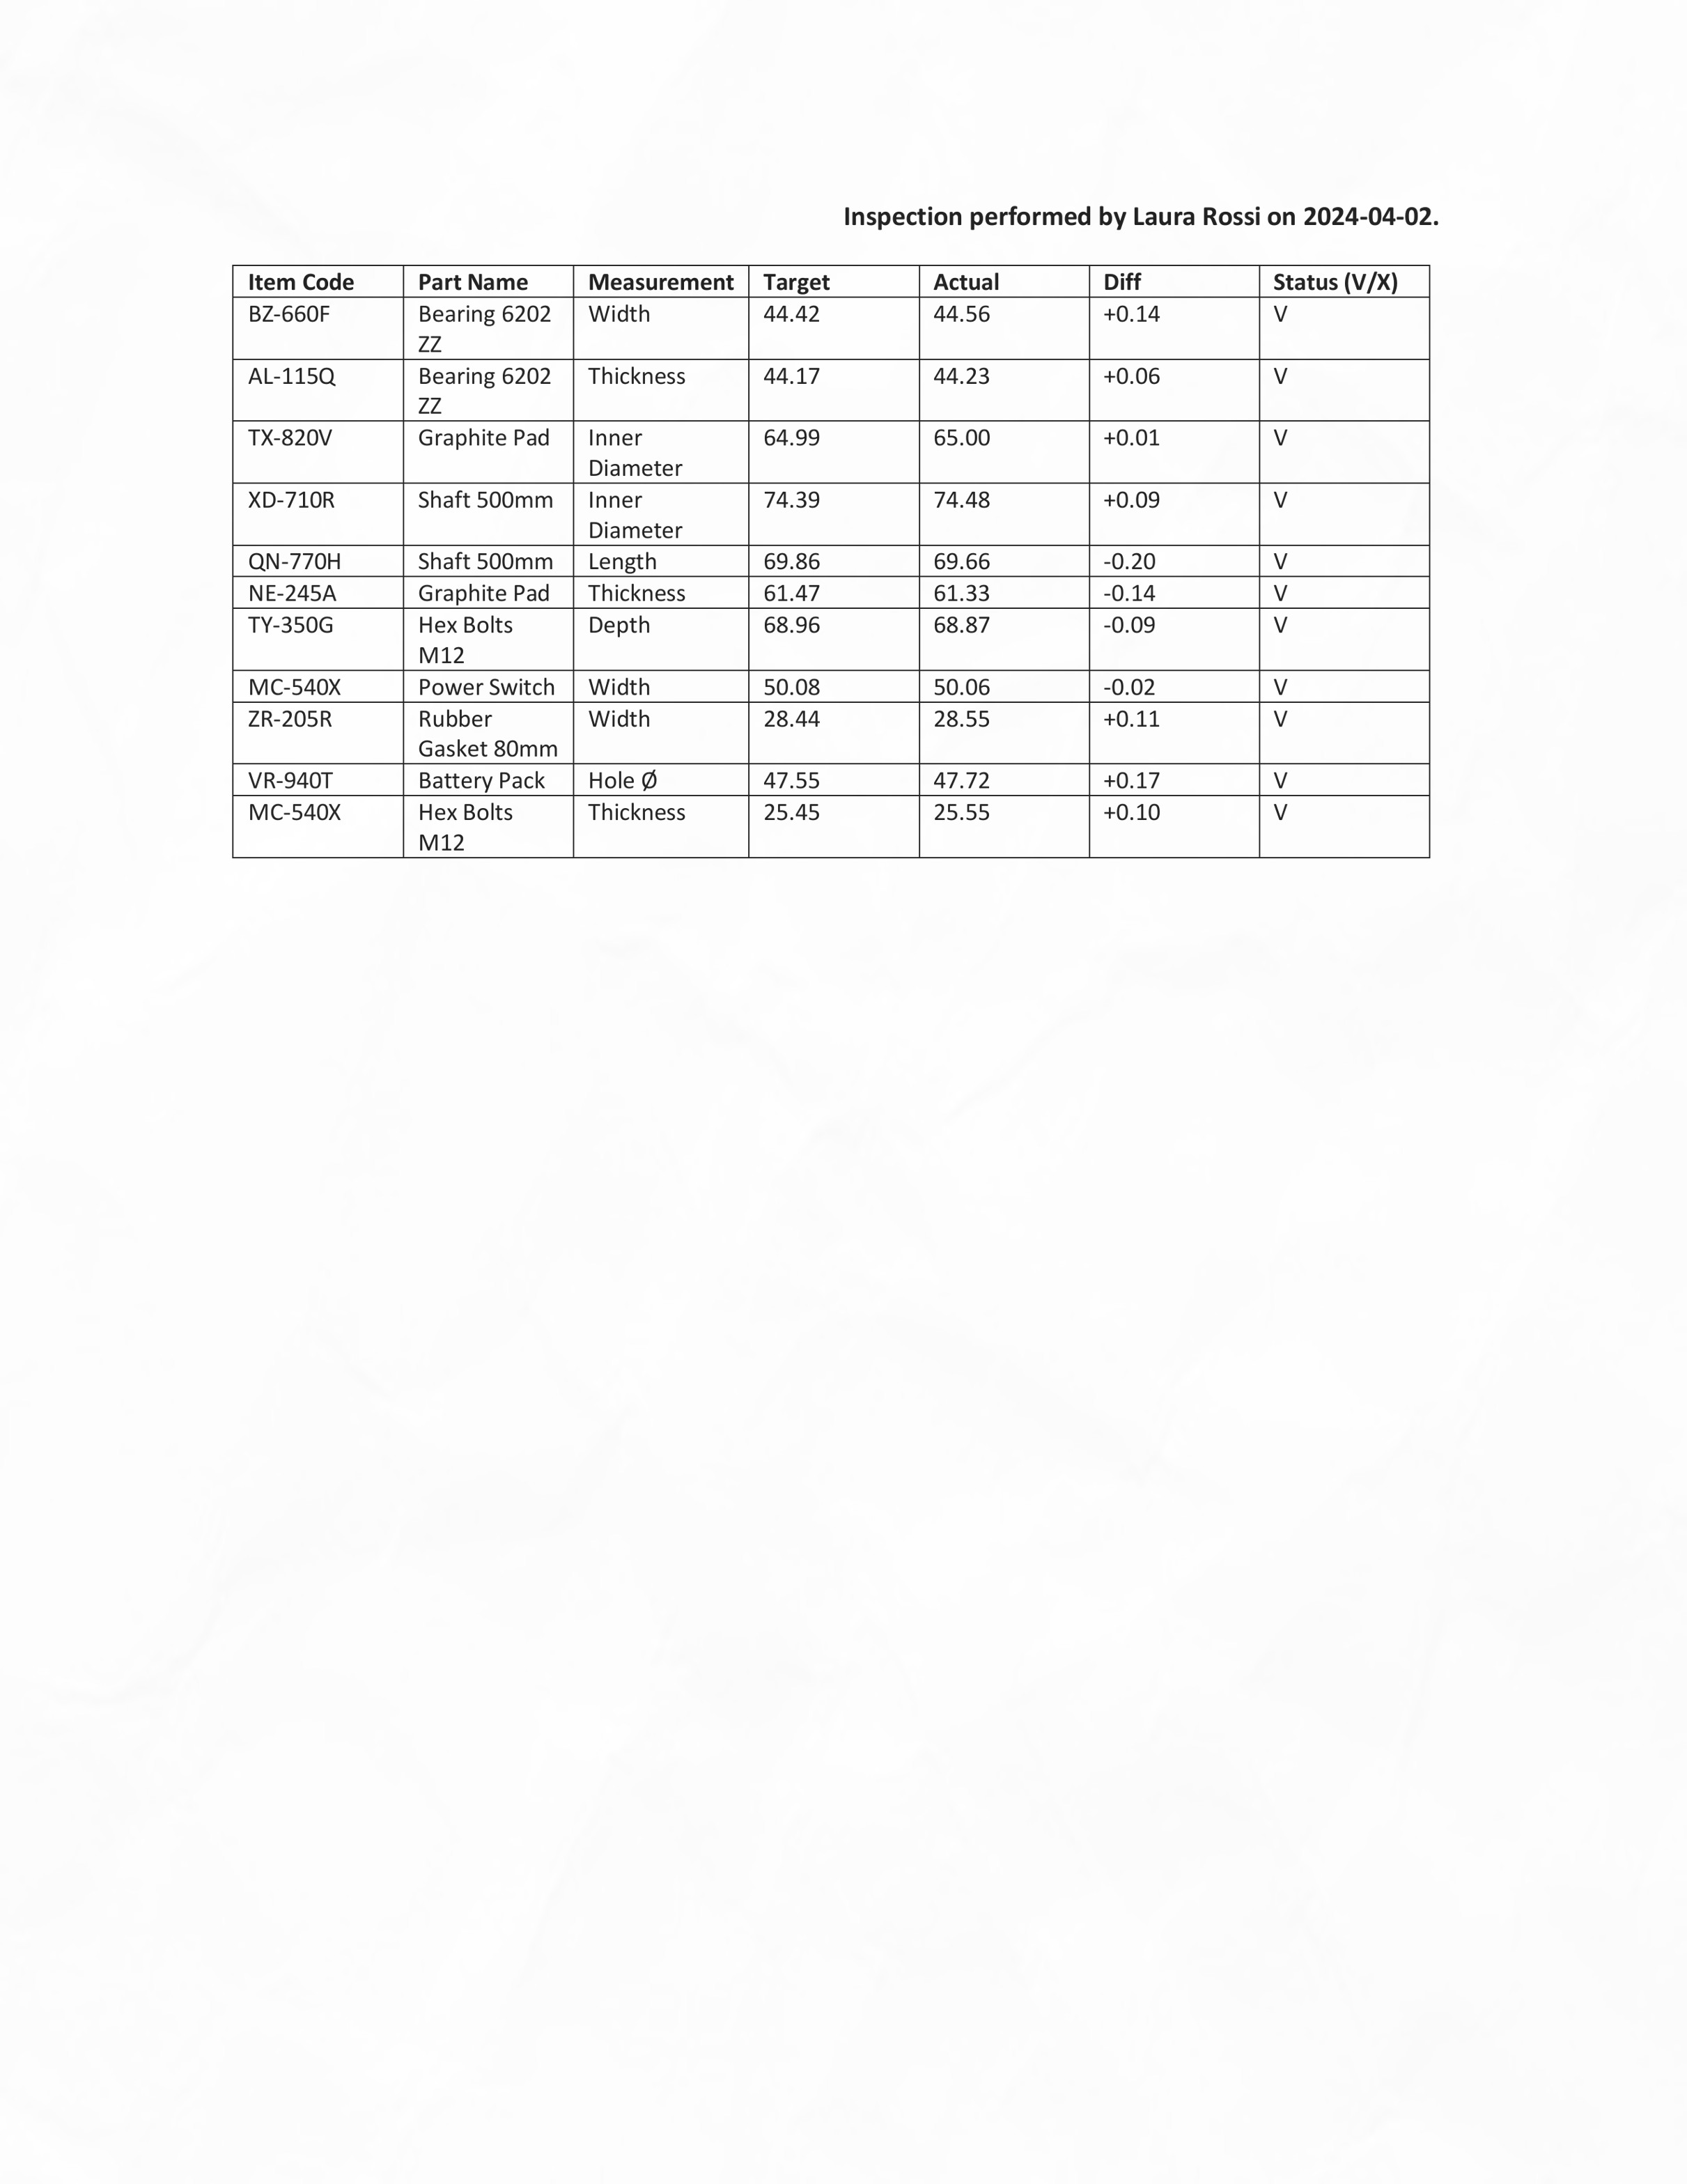 Inspection performed by Laura Rossi on 2024-04-02.
Item Code Part Name Measurement Target Actual Diff Status (V/X)
BZ-660F Bearing 6202 ZZ Width 44.42 44.56 +0.14 V
AL-115Q Bearing 6202 ZZ Thickness 44.17 44.23 +0.06 V
TX-820V Graphite Pad Inner Diameter 64.99 65.00 +0.01 V
XD-710R Shaft 500mm Inner Diameter 74.39 74.48 +0.09 V
QN-770H Shaft 500mm Length 69.86 69.66 -0.20 V
NE-245A Graphite Pad Thickness 61.47 61.33 -0.14 V
TY-350G Hex Bolts M12 Depth 68.96 68.87 -0.09 V
MC-540X Power Switch Width 50.08 50.06 -0.02 V
ZR-205R Rubber Gasket 80mm Width 28.44 28.55 +0.11 V
VR-940T Battery Pack Hole Ø 47.55 47.72 +0.17 V
MC-540X Hex Bolts M12 Thickness 25.45 25.55 +0.10 V